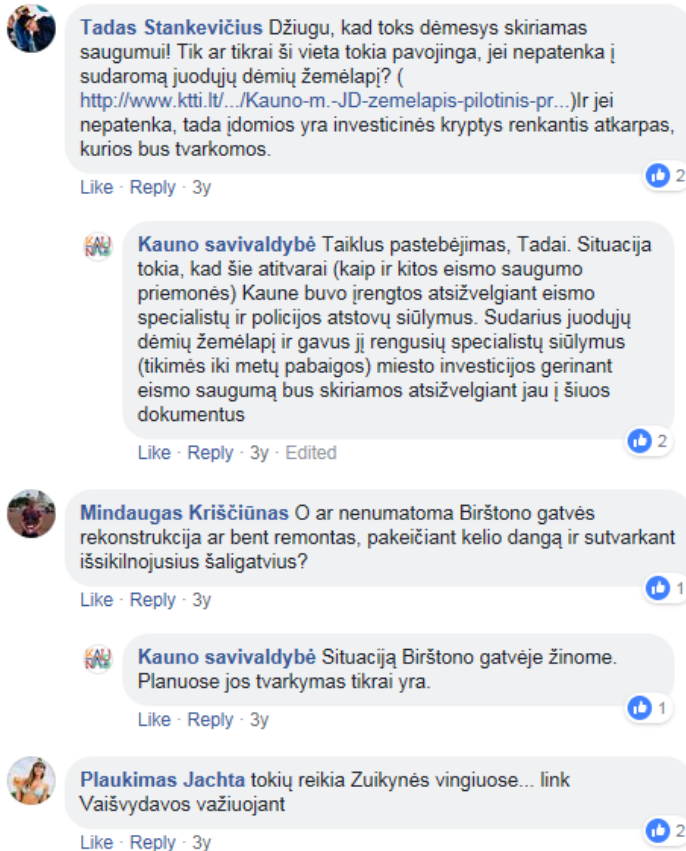 Tadas Stankevičius Džiugu, kad toks dėmesys skiriamas
saugumui! Tik ar tikrai ši vieta tokia pavojinga, jei nepatenka į
sudaromą juodųjų dėmių žemėlapį? (
http://www.ktti.lt/.../Kauno-m.-JD-zemelapis-pilotinis-pr...)Ir jei
nepatenka, tada įdomios yra investicinės kryptys renkantis atkarpas,
kurios bus tvarkomos.
2
Like · Reply · 3y
Kauno savivaldybė Taiklus pastebėjimas, Tadai. Situacija
tokia, kad šie atitvarai (kaip ir kitos eismo saugumo
priemonės) Kaune buvo įrengtos atsižvelgiant eismo
specialistų ir policijos atstovų siūlymus. Sudarius juodųjų
dėmių žemėlapį ir gavus jį rengusių specialistų siūlymus
(tikimės iki metų pabaigos) miesto investicijos gerinant
eismo saugumą bus skiriamos atsižvelgiant jau į šiuos
dokumentus
2
Like · Reply · 3y · Edited
Mindaugas Kriščiūnas O ar nenumatoma Birštono gatvės
rekonstrukcija ar bent remontas, pakeičiant kelio dangą ir sutvarkant
išsikilnojusius šaligatvius?
1
Like · Reply · 3y
Kauno savivaldybė Situaciją Birštono gatvėje žinome.
Planuose jos tvarkymas tikrai yra.
1
Like · Reply · 3y
Plaukimas Jachta tokių reikia Zuikynės vingiuose... link
Vaišvydavos važiuojant
2
Like · Reply · 3y